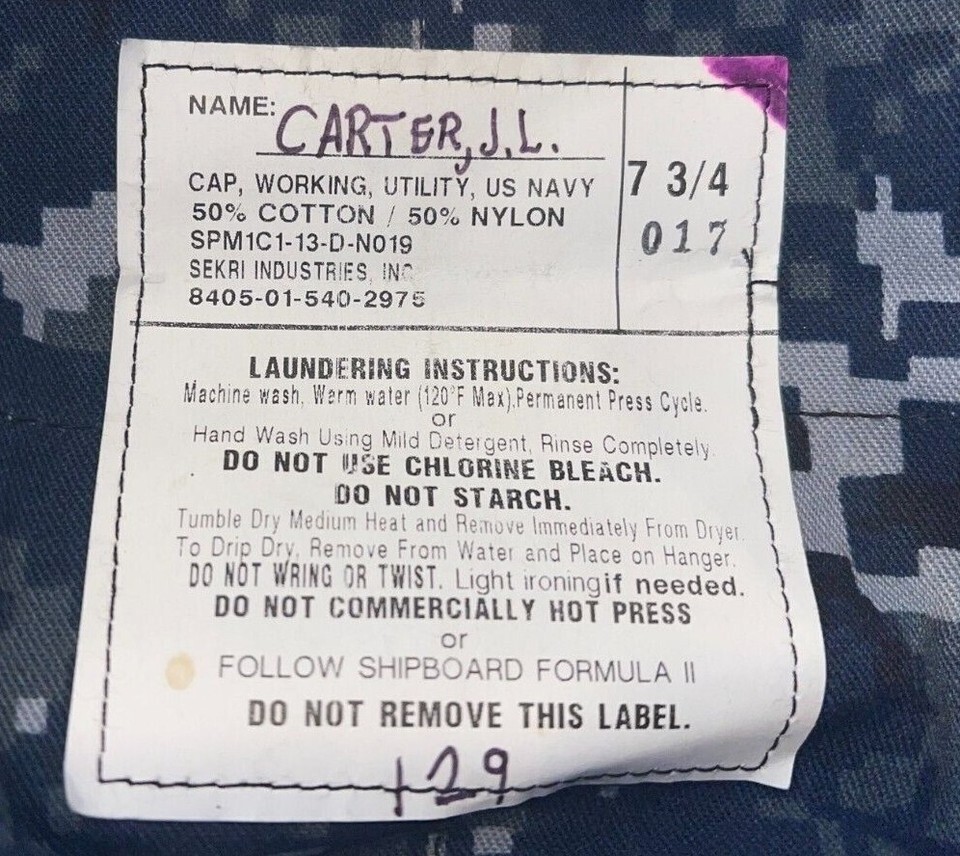 NAME: CARTER, J.L.
CAP, WORKING, UTILITY, US NAVY
50% COTTON / 50% NYLON
SPM1C1-13-D-N019
SEKRI INDUSTRIES, INC
8405-01-540-2975
7 3/4
017
LAUNDERING INSTRUCTIONS:
Machine wash, Warm water (120°F Max).Permanent Press Cycle.
or
Hand Wash Using Mild Detergent, Rinse Completely.
DO NOT USE CHLORINE BLEACH.
DO NOT STARCH.
Tumble Dry Medium Heat and Remove Immediately From Dryer.
To Drip Dry, Remove From Water and Place on Hanger.
DO NOT WRING OR TWIST. Light ironing if needed.
DO NOT COMMERCIALLY HOT PRESS
or
FOLLOW SHIPBOARD FORMULA II
DO NOT REMOVE THIS LABEL.
129